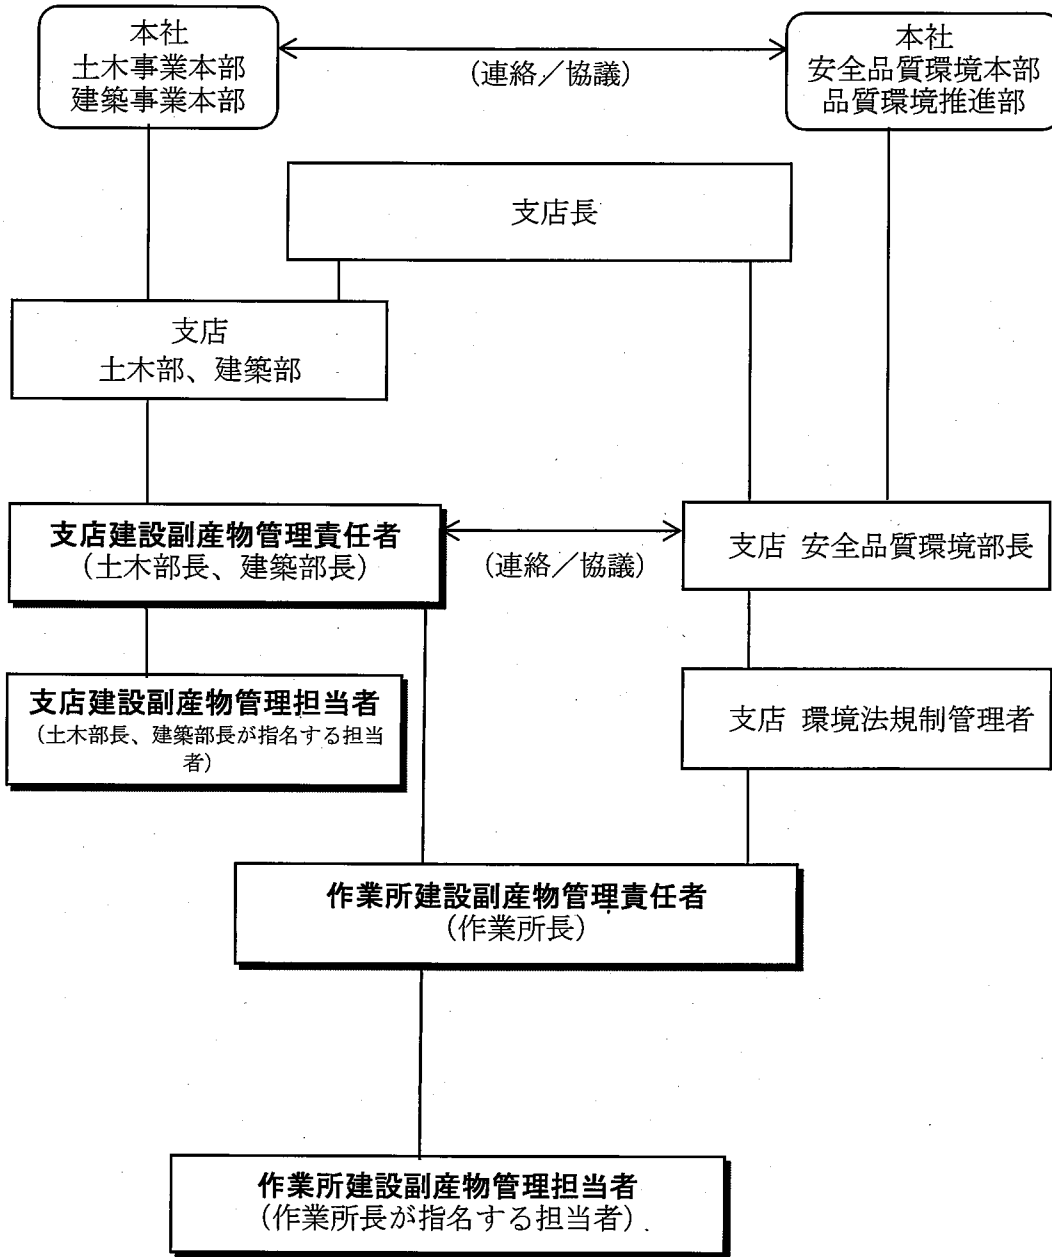 本社
土木事業本部
建築事業本部
(連絡／協議)
本社
安全品質環境本部
品質環境推進部
支店長
支店
土木部、建築部
支店建設副産物管理責任者
(土木部長、建築部長)
(連絡／協議)
支店 安全品質環境部長
支店建設副産物管理担当者
(土木部長、建築部長が指名する担当
者)
支店 環境法規制管理者
作業所建設副産物管理責任者
(作業所長)
作業所建設副産物管理担当者
(作業所長が指名する担当者)